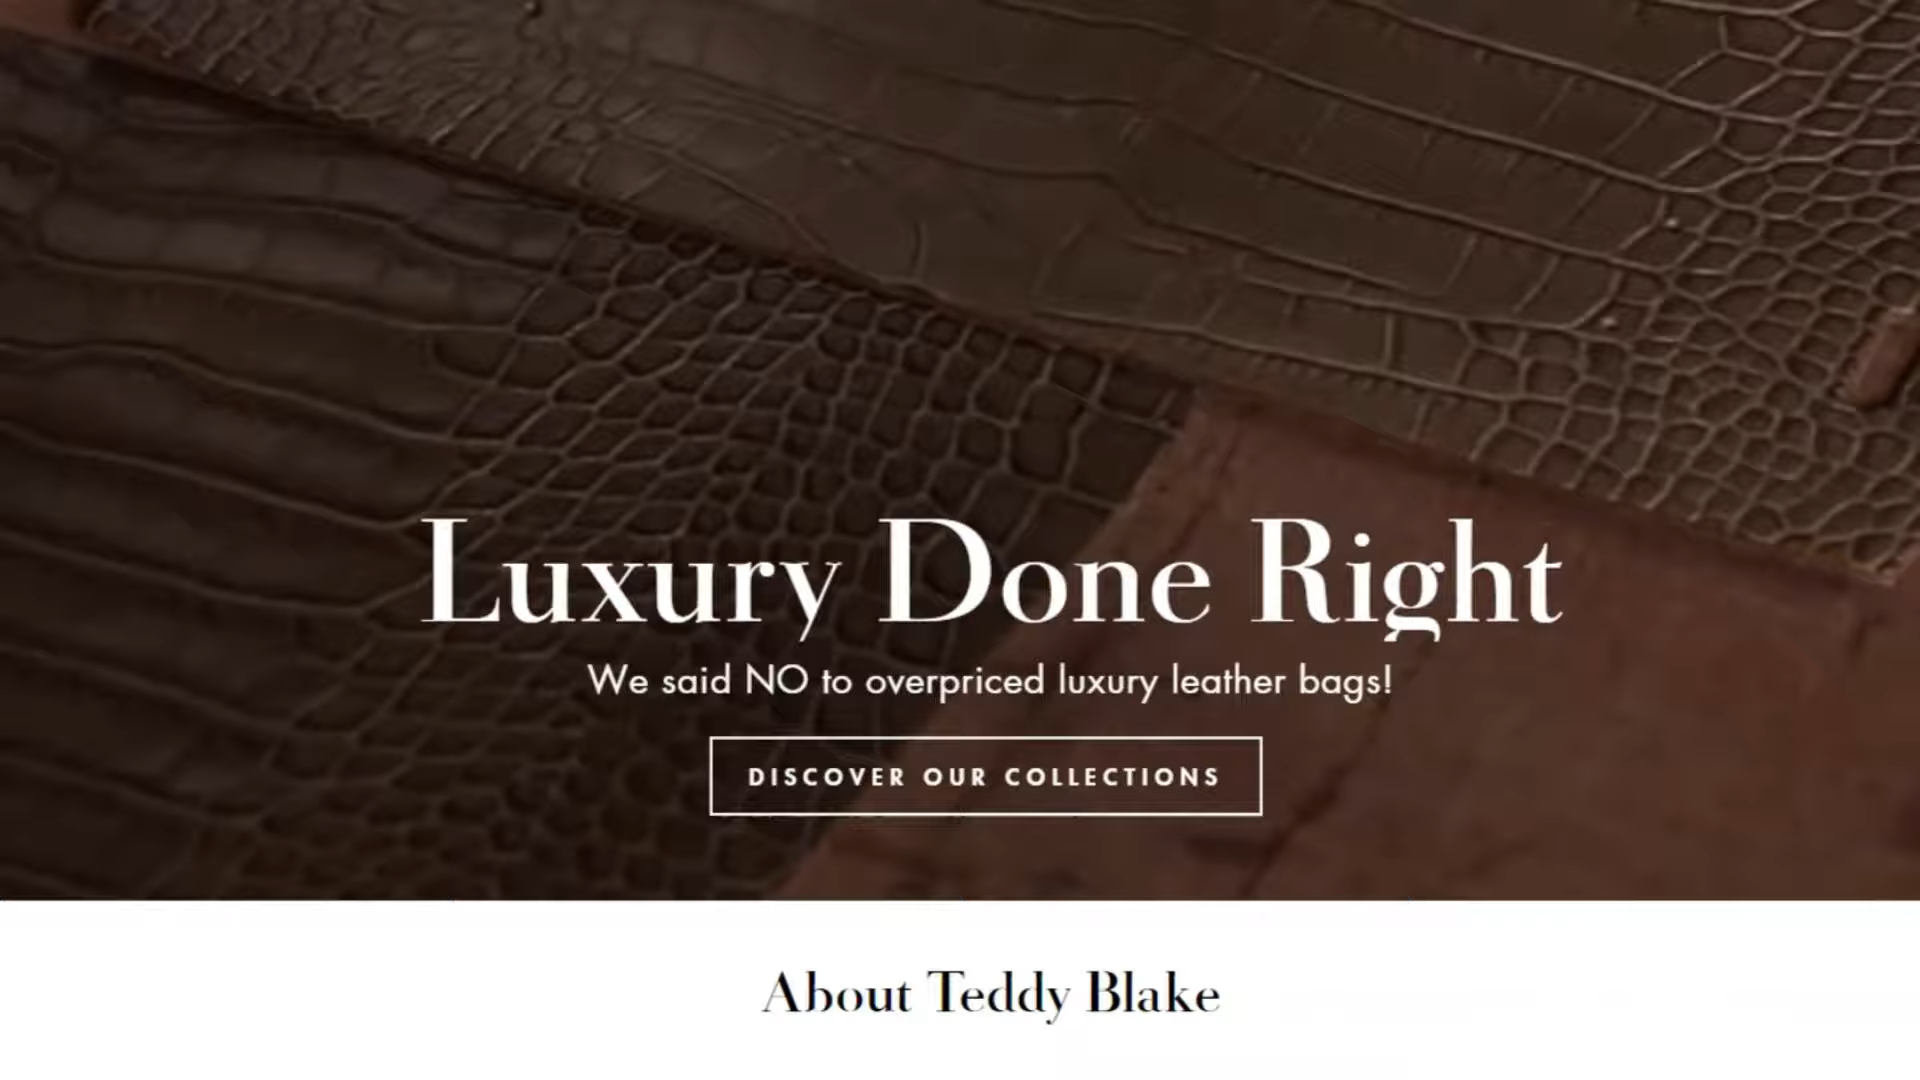 Luxury Done Right
We said NO to overpriced luxury leather bags!
DISCOVER OUR COLLECTIONS
About Teddy Blake